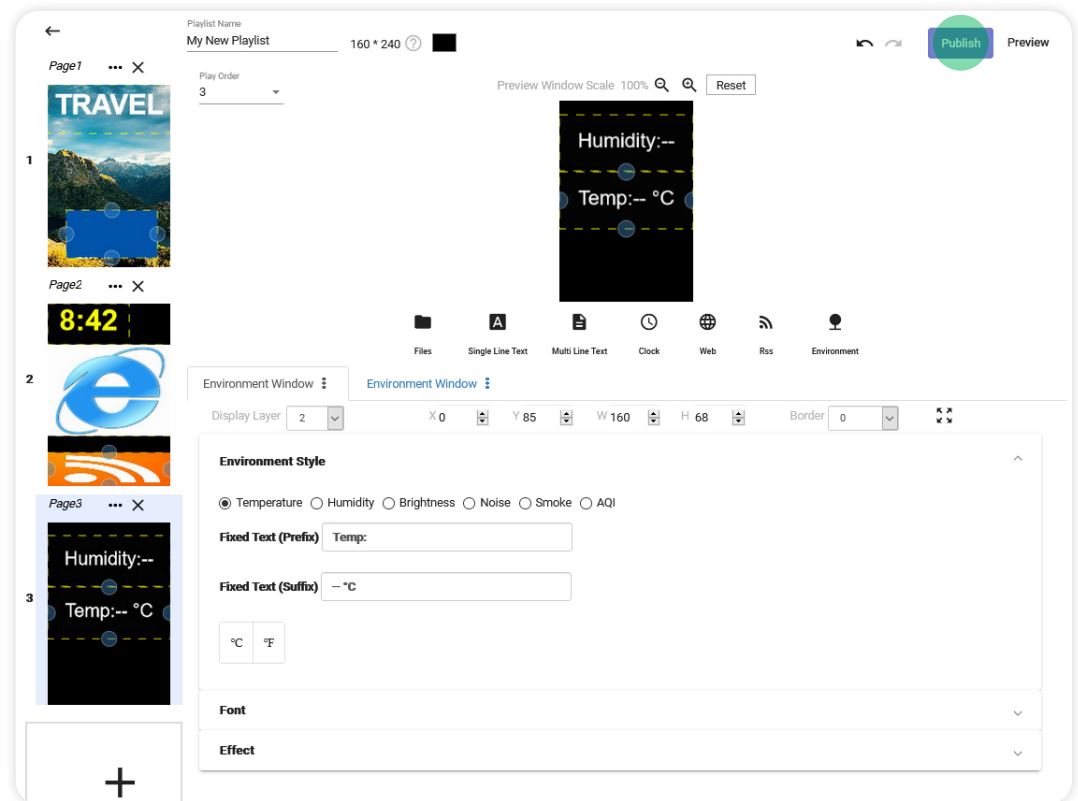 Playlist Name
My New Playlist
160 * 240 ?
Publish
Preview
Page1 ••• X
Play Order
3
Preview Window Scale 100%
Reset
1
TRAVEL
Humidity:--
Temp:-- °C
Page2 ••• X
2
8:42
Files
Single Line Text
Multi Line Text
Clock
Web
Rss
Environment
Environment Window
Environment Window
Display Layer 2 X 0 Y 85 W 160 H 68 Border 0
Environment Style
Temperature Humidity Brightness Noise Smoke AQI
Fixed Text (Prefix) Temp:
Fixed Text (Suffix) -- °C
°C °F
Page3 ••• X
3
Humidity:--
Temp:-- °C
Font
Effect
+